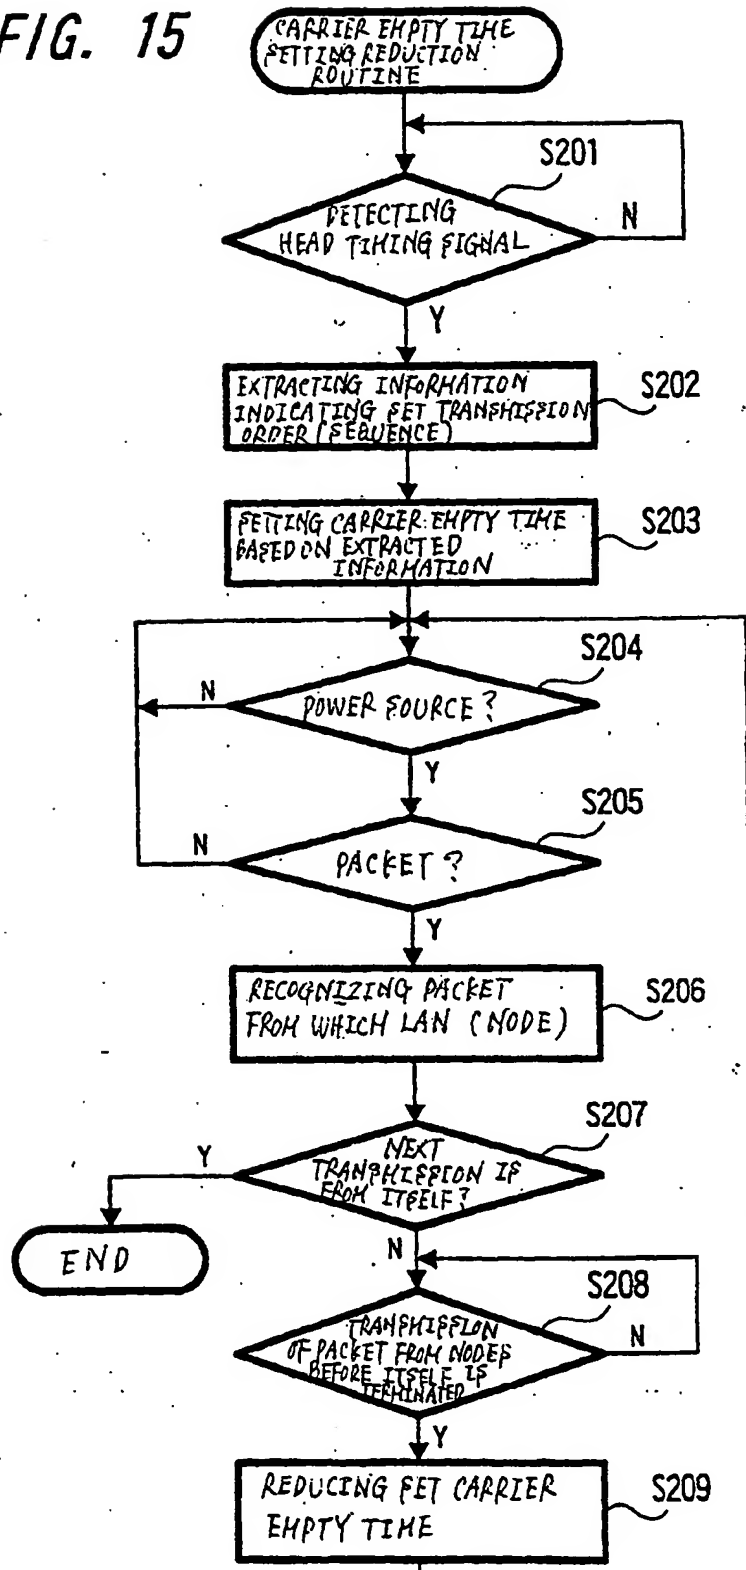 FIG. 15
CARRIER EMPTY TIME
SETTING REDUCTION
ROUTINE
S201
DETECTING
HEAD TIMING SIGNAL
N
Y
S202
EXTRACTING INFORMATION
INDICATING SET TRANSMISSION
ORDER (SEQUENCE)
S203
SETTING CARRIER EMPTY TIME
BASED ON EXTRACTED
INFORMATION
S204
N
POWER SOURCE?
Y
S205
N
PACKET?
Y
RECOGNIZING PACKET
FROM WHICH LAN (NODE)
S206
S207
Y
NEXT
TRANSMISSION IS
FROM ITSELF?
END
N
S208
TRANSMISSION
OF PACKET FROM NODES
BEFORE ITSELF IS
TERMINATED
N
Y
REDUCING SET CARRIER
EMPTY TIME
S209